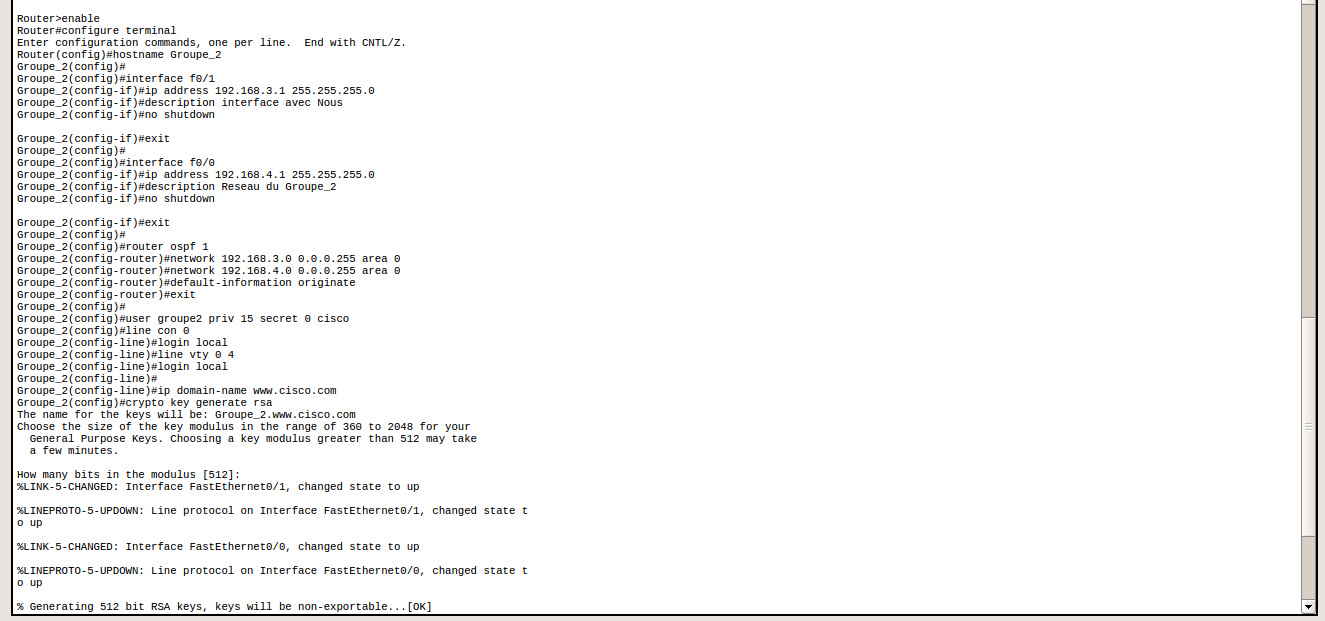 Router>enable
Router#configure terminal
Enter configuration commands, one per line.  End with CNTL/Z.
Router(config)#hostname Groupe_2
Groupe_2(config)#
Groupe_2(config)#interface f0/1
Groupe_2(config-if)#ip address 192.168.3.1 255.255.255.0
Groupe_2(config-if)#description interface avec Nous
Groupe_2(config-if)#no shutdown
Groupe_2(config-if)#exit
Groupe_2(config)#
Groupe_2(config)#interface f0/0
Groupe_2(config-if)#ip address 192.168.4.1 255.255.255.0
Groupe_2(config-if)#description Reseau du Groupe_2
Groupe_2(config-if)#no shutdown
Groupe_2(config-if)#exit
Groupe_2(config)#
Groupe_2(config)#router ospf 1
Groupe_2(config-router)#network 192.168.3.0 0.0.0.255 area 0
Groupe_2(config-router)#network 192.168.4.0 0.0.0.255 area 0
Groupe_2(config-router)#default-information originate
Groupe_2(config-router)#exit
Groupe_2(config)#
Groupe_2(config)#user groupe2 priv 15 secret 0 cisco
Groupe_2(config)#line con 0
Groupe_2(config-line)#login local
Groupe_2(config-line)#line vty 0 4
Groupe_2(config-line)#login local
Groupe_2(config-line)#
Groupe_2(config-line)#ip domain-name www.cisco.com
Groupe_2(config)#crypto key generate rsa
The name for the keys will be: Groupe_2.www.cisco.com
Choose the size of the key modulus in the range of 360 to 2048 for your
  General Purpose Keys. Choosing a key modulus greater than 512 may take
  a few minutes.
How many bits in the modulus [512]:
%LINK-5-CHANGED: Interface FastEthernet0/1, changed state to up
%LINEPROTO-5-UPDOWN: Line protocol on Interface FastEthernet0/1, changed state t
o up
%LINK-5-CHANGED: Interface FastEthernet0/0, changed state to up
%LINEPROTO-5-UPDOWN: Line protocol on Interface FastEthernet0/0, changed state t
o up
% Generating 512 bit RSA keys, keys will be non-exportable...[OK]